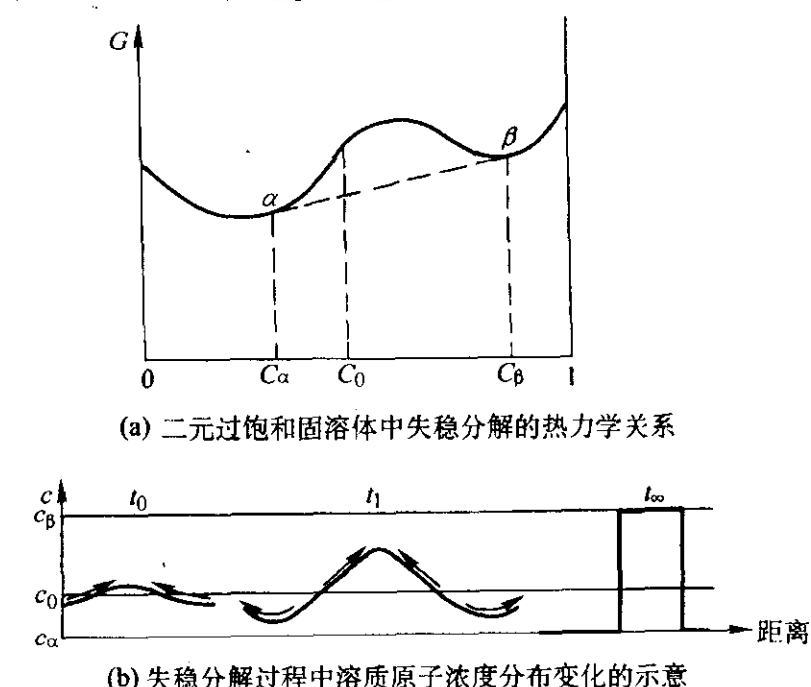 G
α
β
0 Cα C₀ Cβ 1
(a) 二元过饱和固溶体中失稳分解的热力学关系
c t₀ t₁ t∞
cβ
c₀
cα 距离
(b) 失稳分解过程中溶质原子浓度分布变化的示意